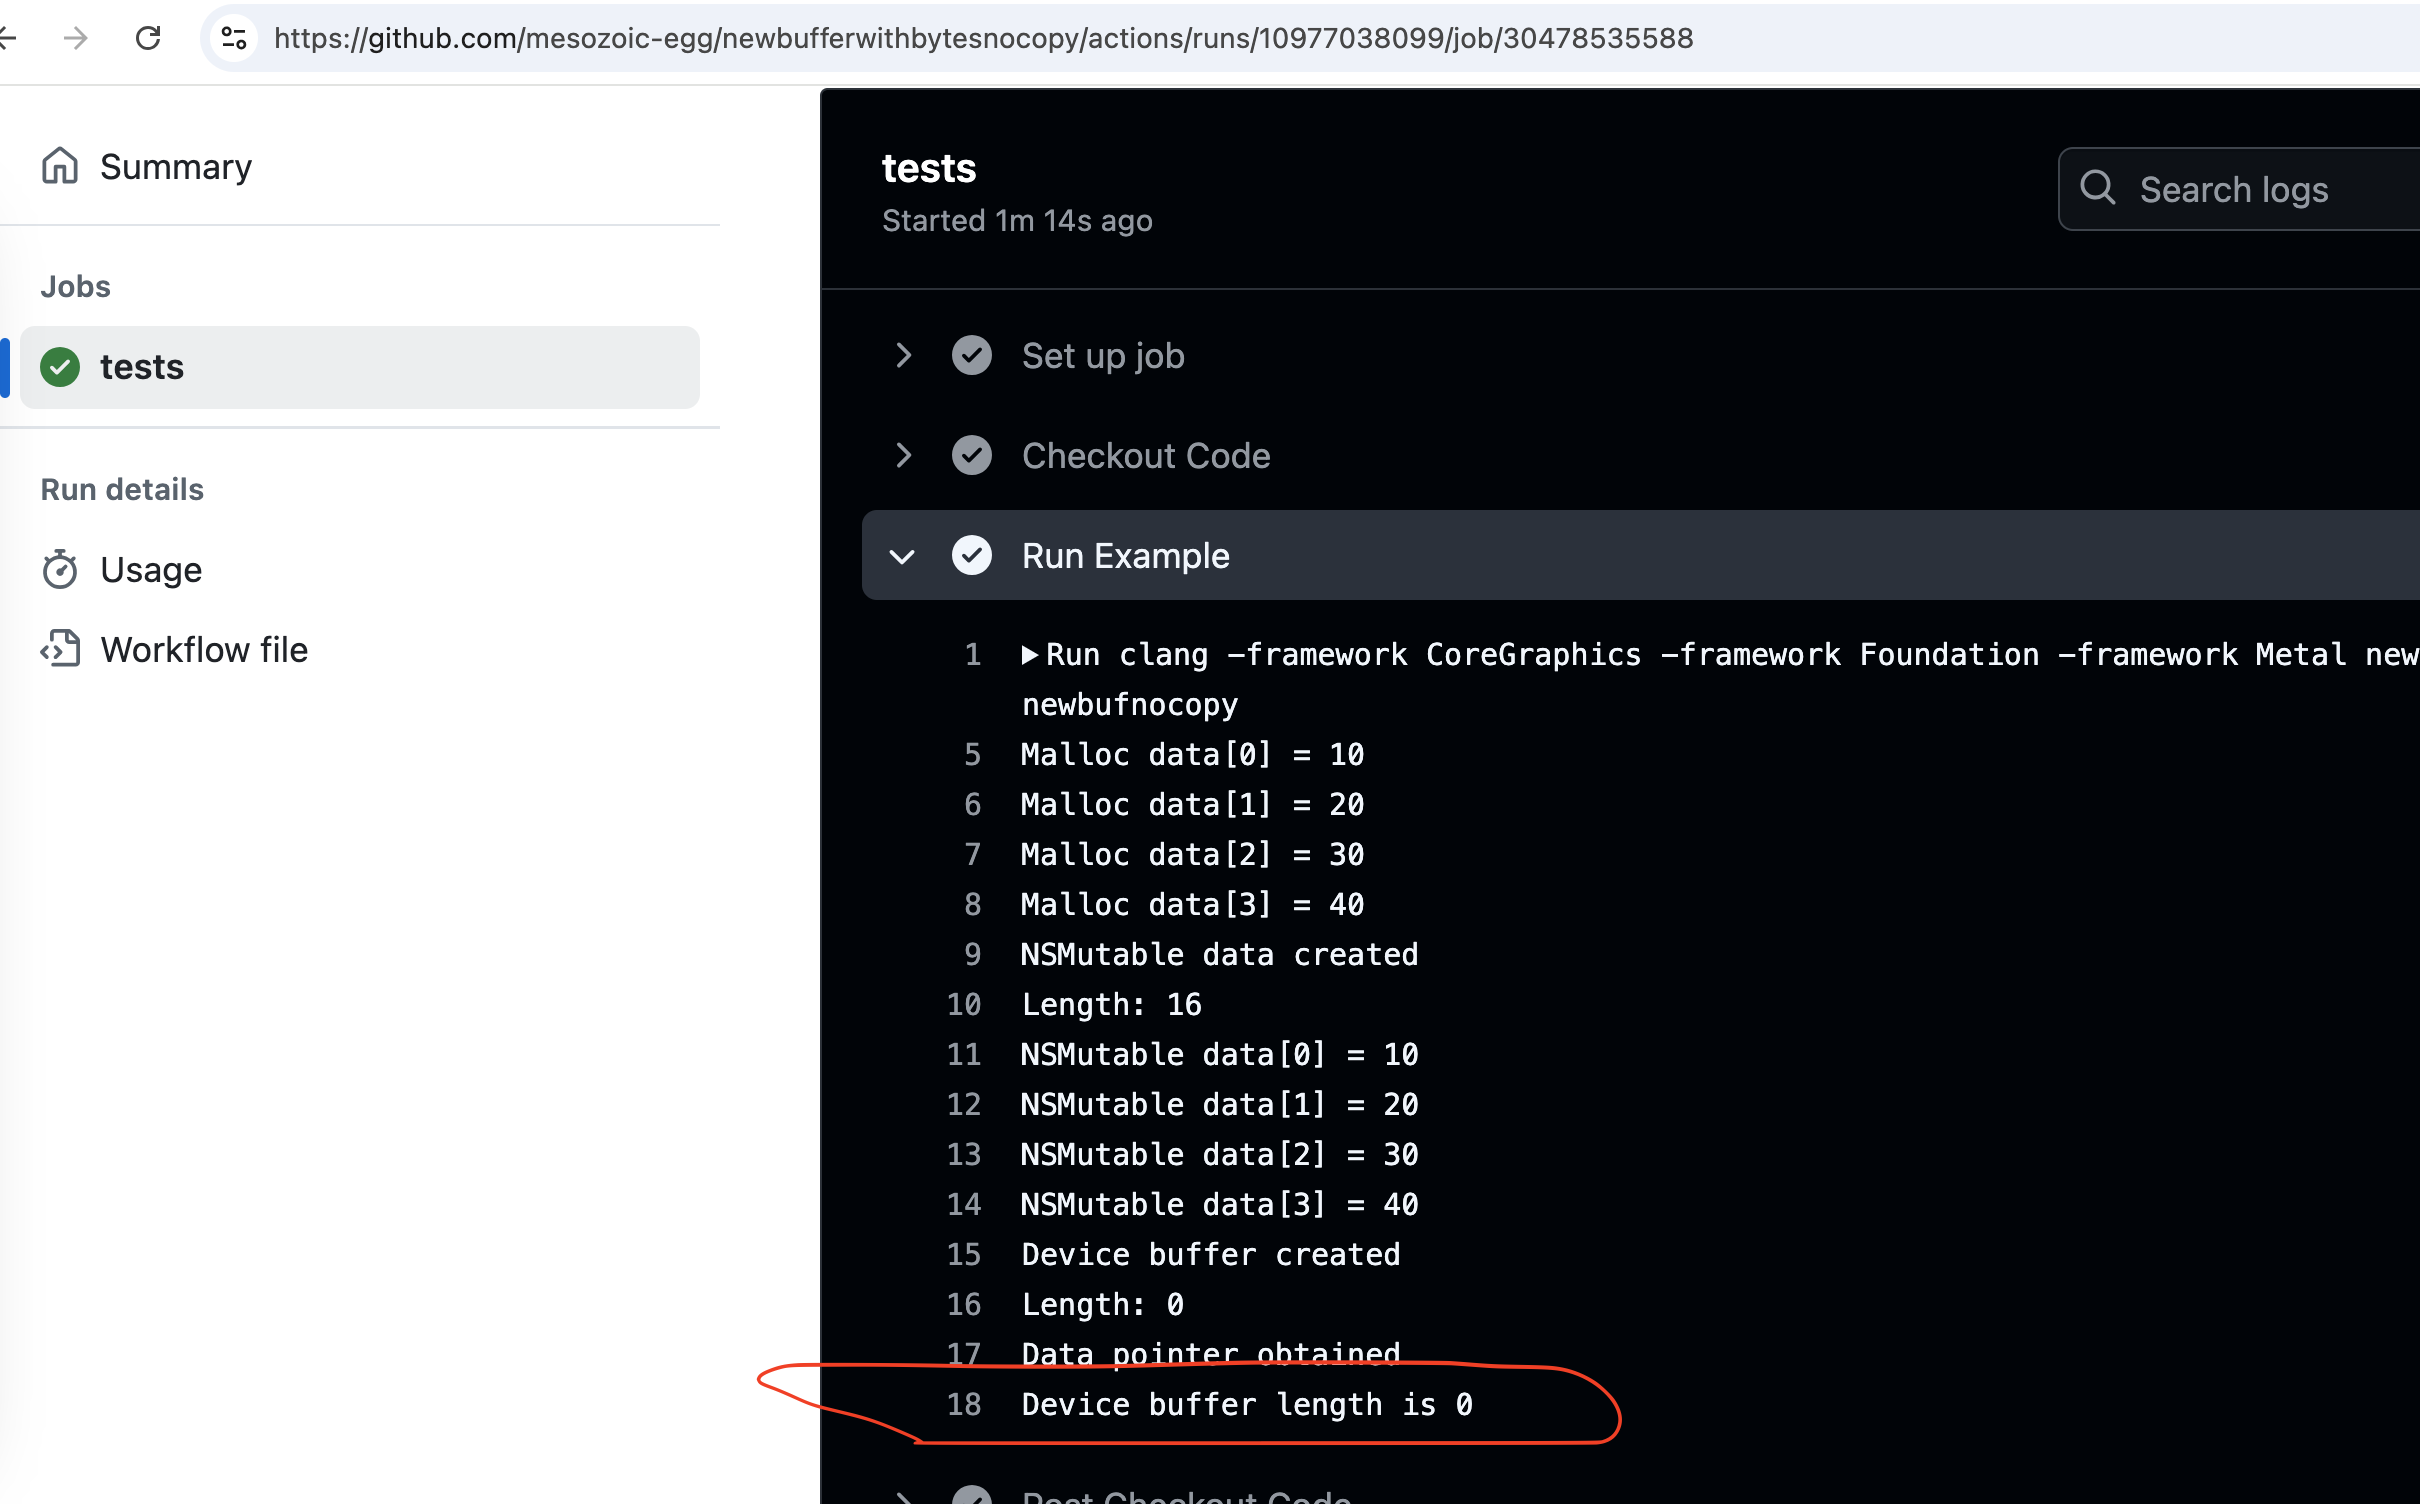 https://github.com/mesozoic-egg/newbufferwithbytesnocopy/actions/runs/10977038099/job/30478535588
Summary
Jobs
tests
Run details
Usage
Workflow file
tests
Started 1m 14s ago
Search logs
Set up job
Checkout Code
Run Example
1 Run clang -framework CoreGraphics -framework Foundation -framework Metal new
newbufnocopy
5 Malloc data[0] = 10
6 Malloc data[1] = 20
7 Malloc data[2] = 30
8 Malloc data[3] = 40
9 NSMutable data created
10 Length: 16
11 NSMutable data[0] = 10
12 NSMutable data[1] = 20
13 NSMutable data[2] = 30
14 NSMutable data[3] = 40
15 Device buffer created
16 Length: 0
17 Data pointer obtained
18 Device buffer length is 0
Post Checkout Code